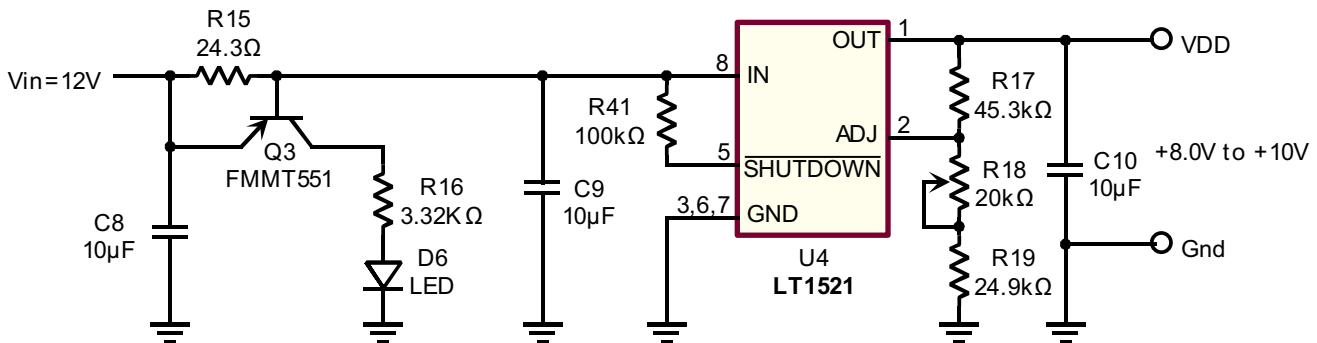 R15
24.3Ω
Vin=12V
Q3
FMMT551
C8
10µF
R16
3.32KΩ
D6
LED
C9
10µF
R41
100kΩ
8
IN
5
SHUTDOWN
3,6,7
GND
OUT
1
ADJ
2
U4
LT1521
R17
45.3kΩ
R18
20kΩ
R19
24.9kΩ
C10
10µF
VDD
+8.0V to +10V
Gnd